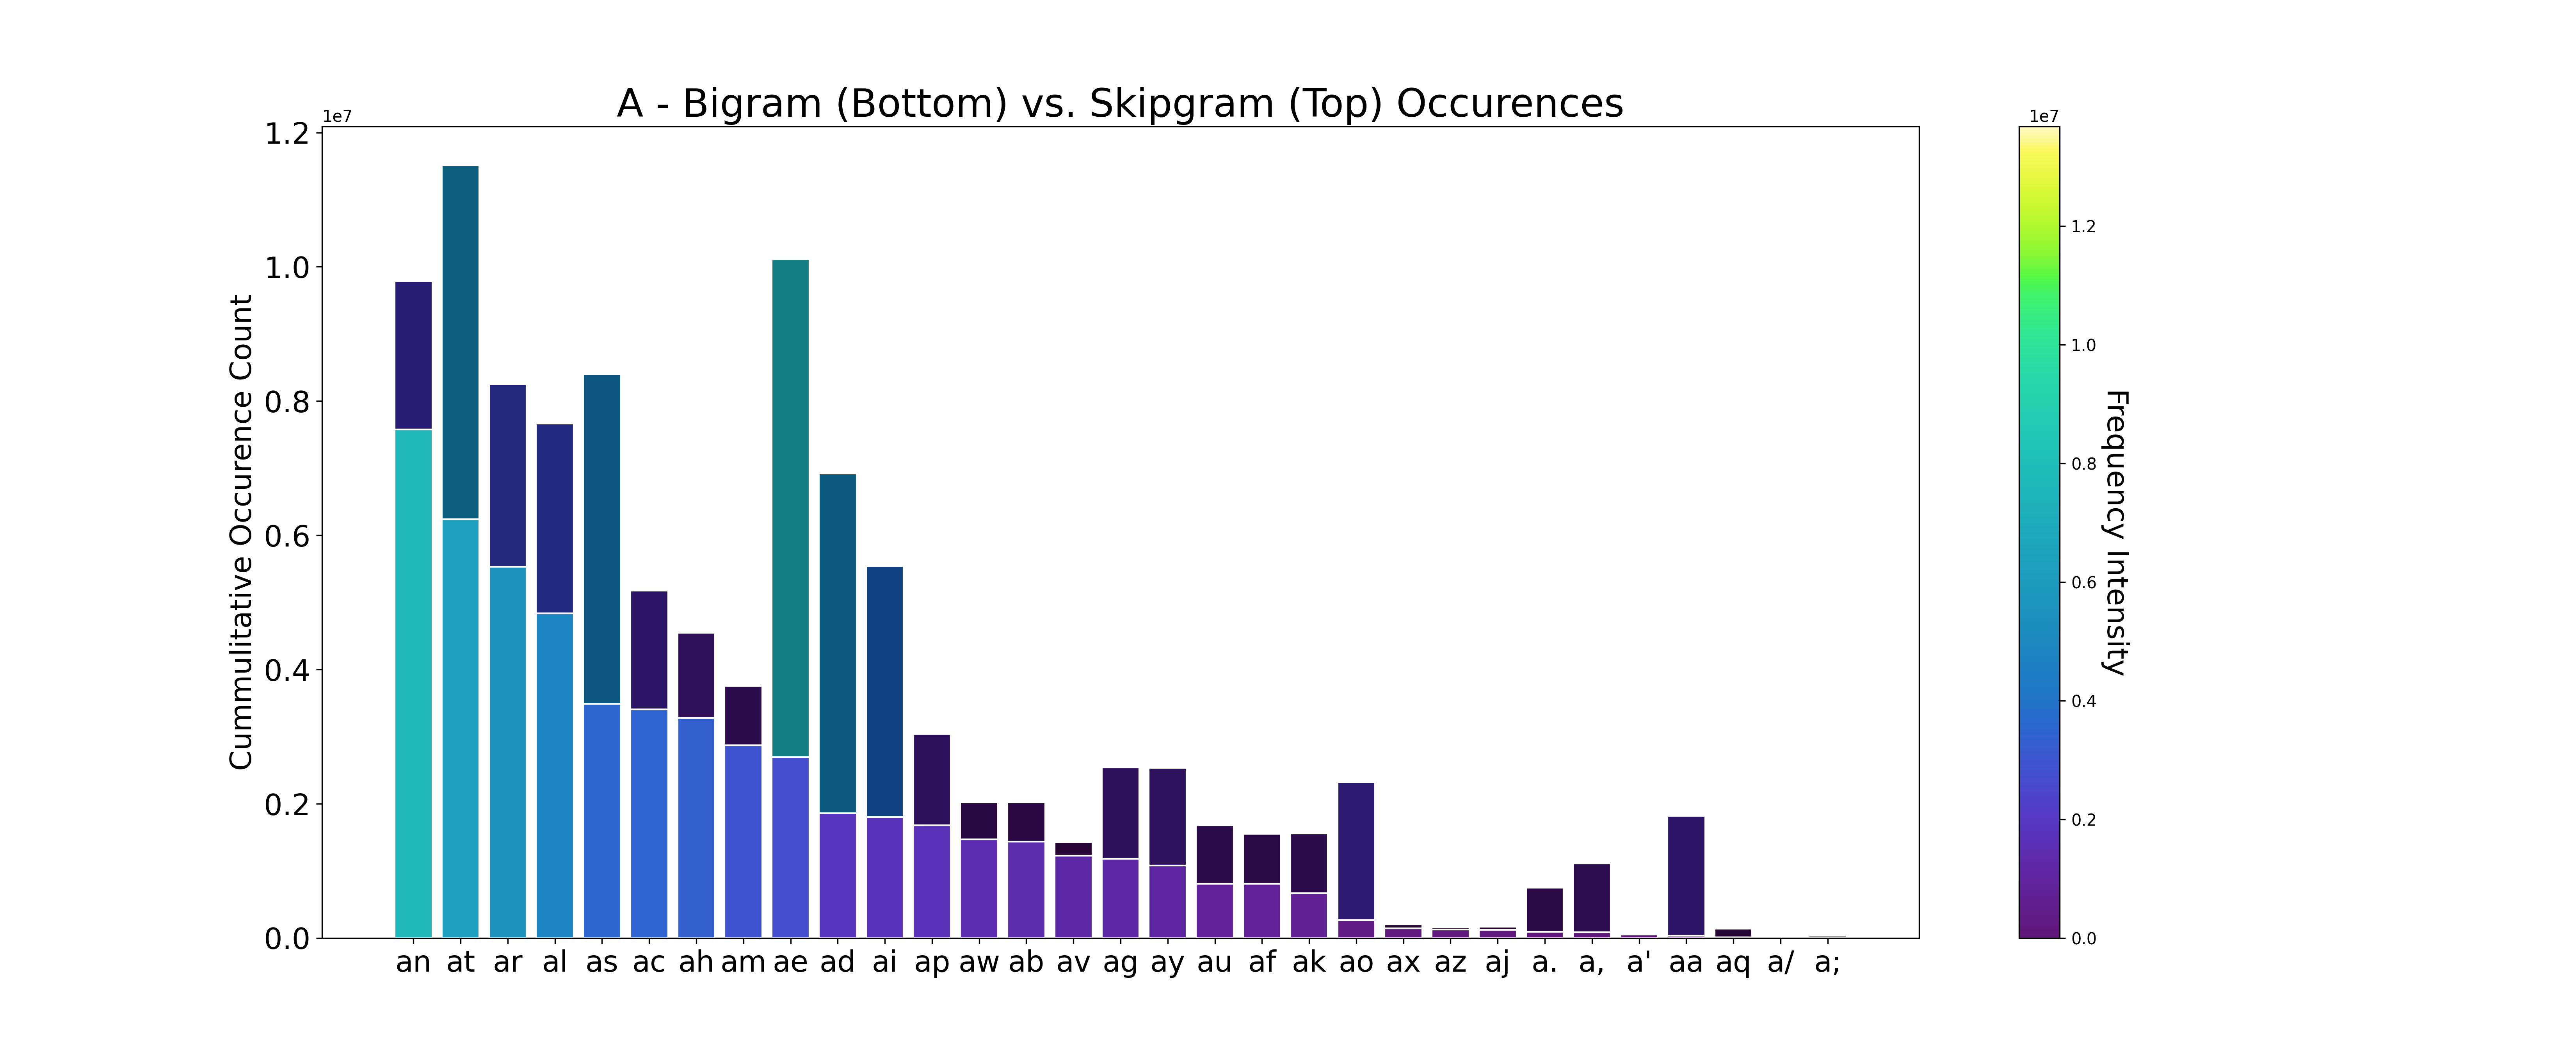 A - Bigram (Bottom) vs. Skipgram (Top) Occurences
1e7
1.2
1.0
0.8
0.6
0.4
0.2
0.0
Cummulitative Occurence Count
an at ar al as ac ah am ae ad ai ap aw ab av ag ay au af ak ao ax az aj a. a, a' aa aq a/ a;
1e7
1.2
1.0
0.8
0.6
0.4
0.2
0.0
Frequency Intensity